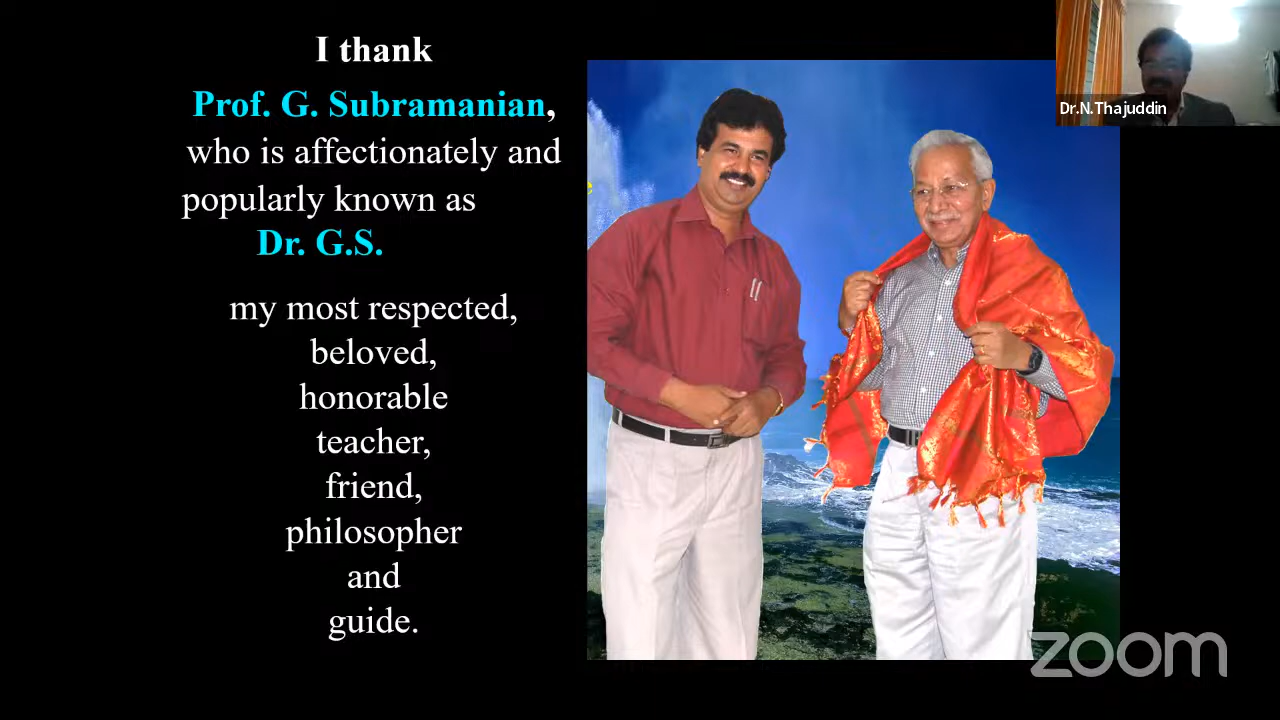 I thank
Prof. G. Subramanian,
who is affectionately and
popularly known as
Dr. G.S.
my most respected,
beloved,
honorable
teacher,
friend,
philosopher
and
guide.
Dr.N.Thajuddin
zoom